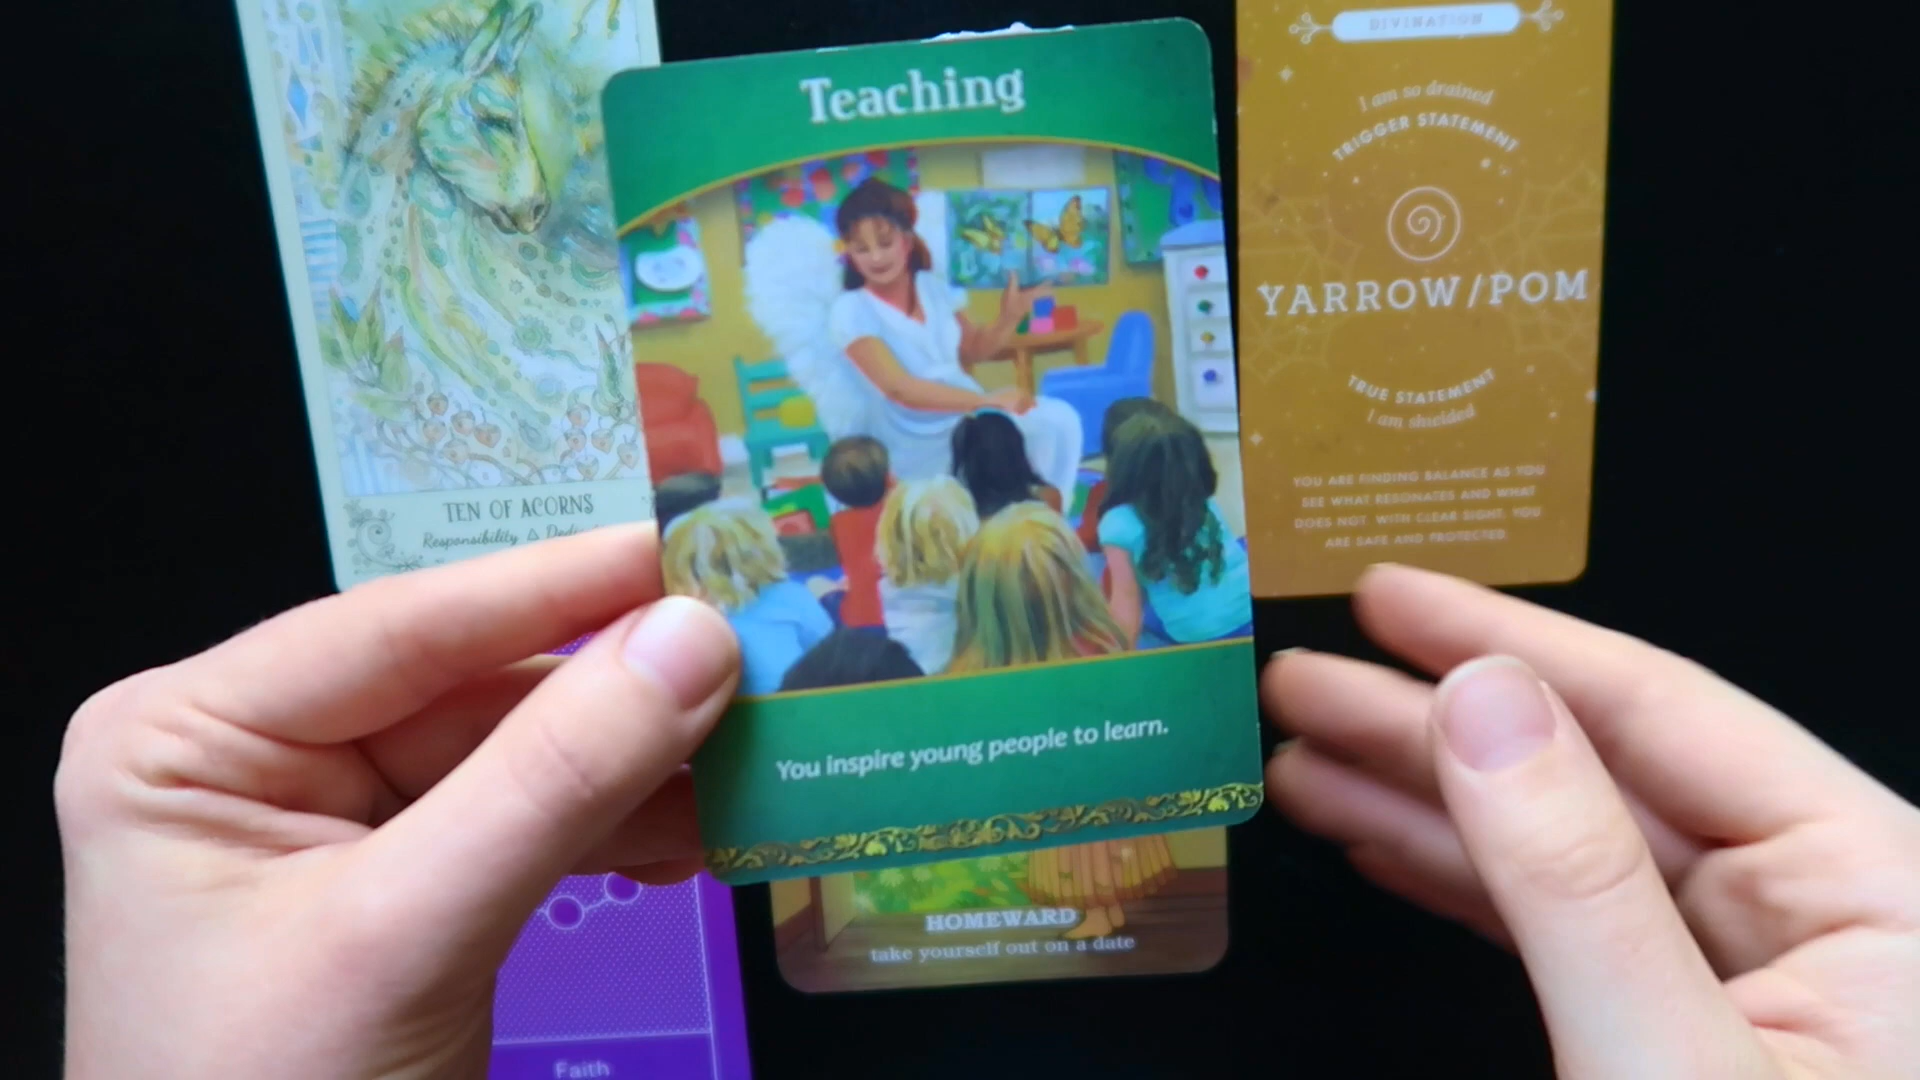 Teaching
You inspire young people to learn.
TEN OF ACORNS
Responsibility △
DIVINATION
I am so drained
TRIGGER STATEMENT
YARROW/POM
TRUE STATEMENT
I am shielded
YOU ARE FINDING BALANCE AS YOU
SEE WHAT RESONATES AND WHAT
DOES NOT. WITH CLEAR SIGHT, YOU
ARE SAFE AND PROTECTED.
HOMEWARD
take yourself out on a date
Faith